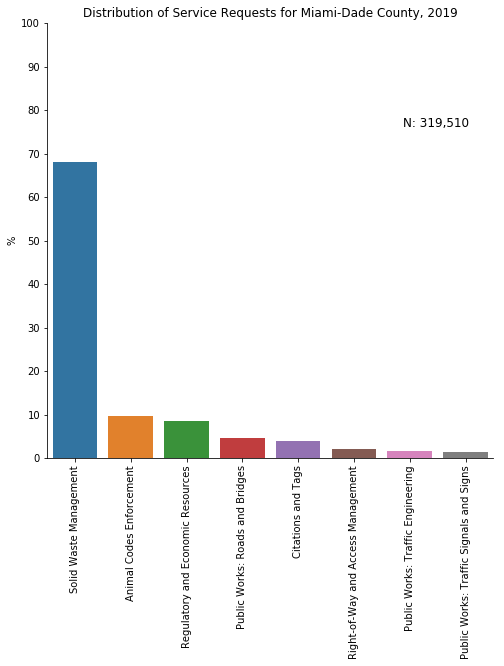 Distribution of Service Requests for Miami-Dade County, 2019
100
90
80
70
60
50
40
30
20
10
0
%
N: 319,510
Solid Waste Management
Animal Codes Enforcement
Regulatory and Economic Resources
Public Works: Roads and Bridges
Citations and Tags
Right-of-Way and Access Management
Public Works: Traffic Engineering
Public Works: Traffic Signals and Signs